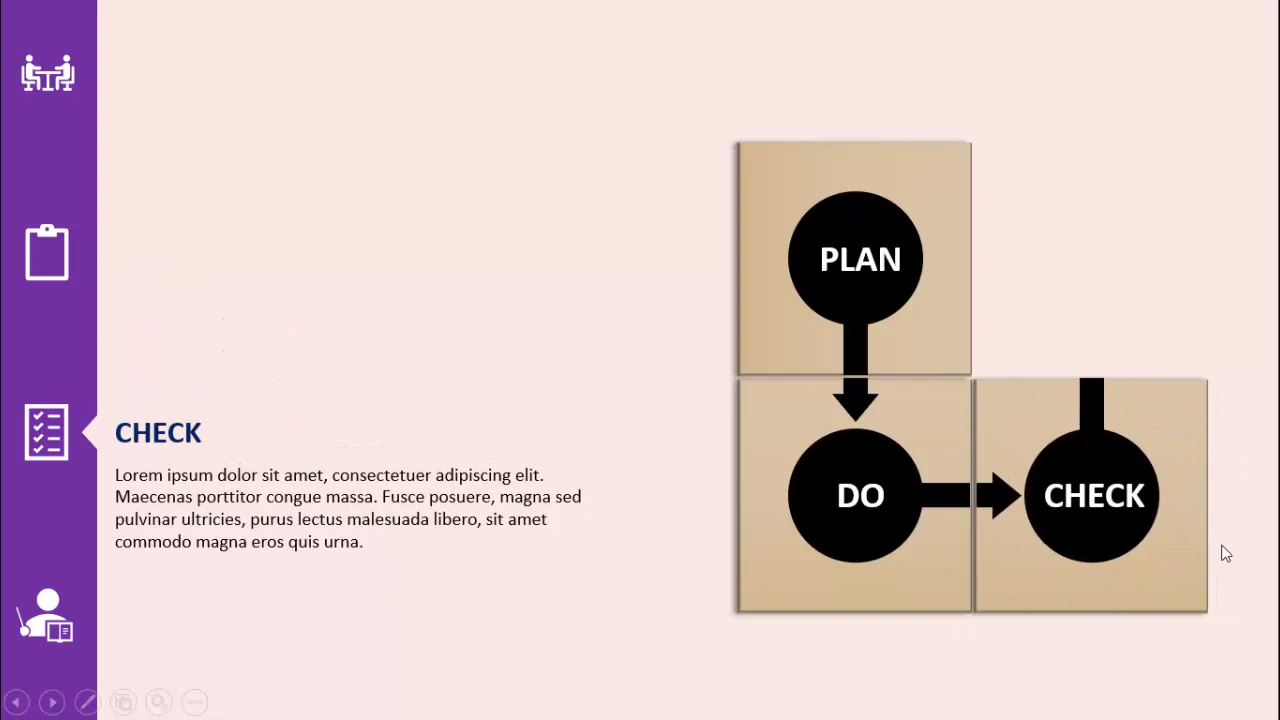 PLAN
DO
CHECK
CHECK
Lorem ipsum dolor sit amet, consectetuer adipiscing elit.
Maecenas porttitor congue massa. Fusce posuere, magna sed
pulvinar ultricies, purus lectus malesuada libero, sit amet
commodo magna eros quis urna.